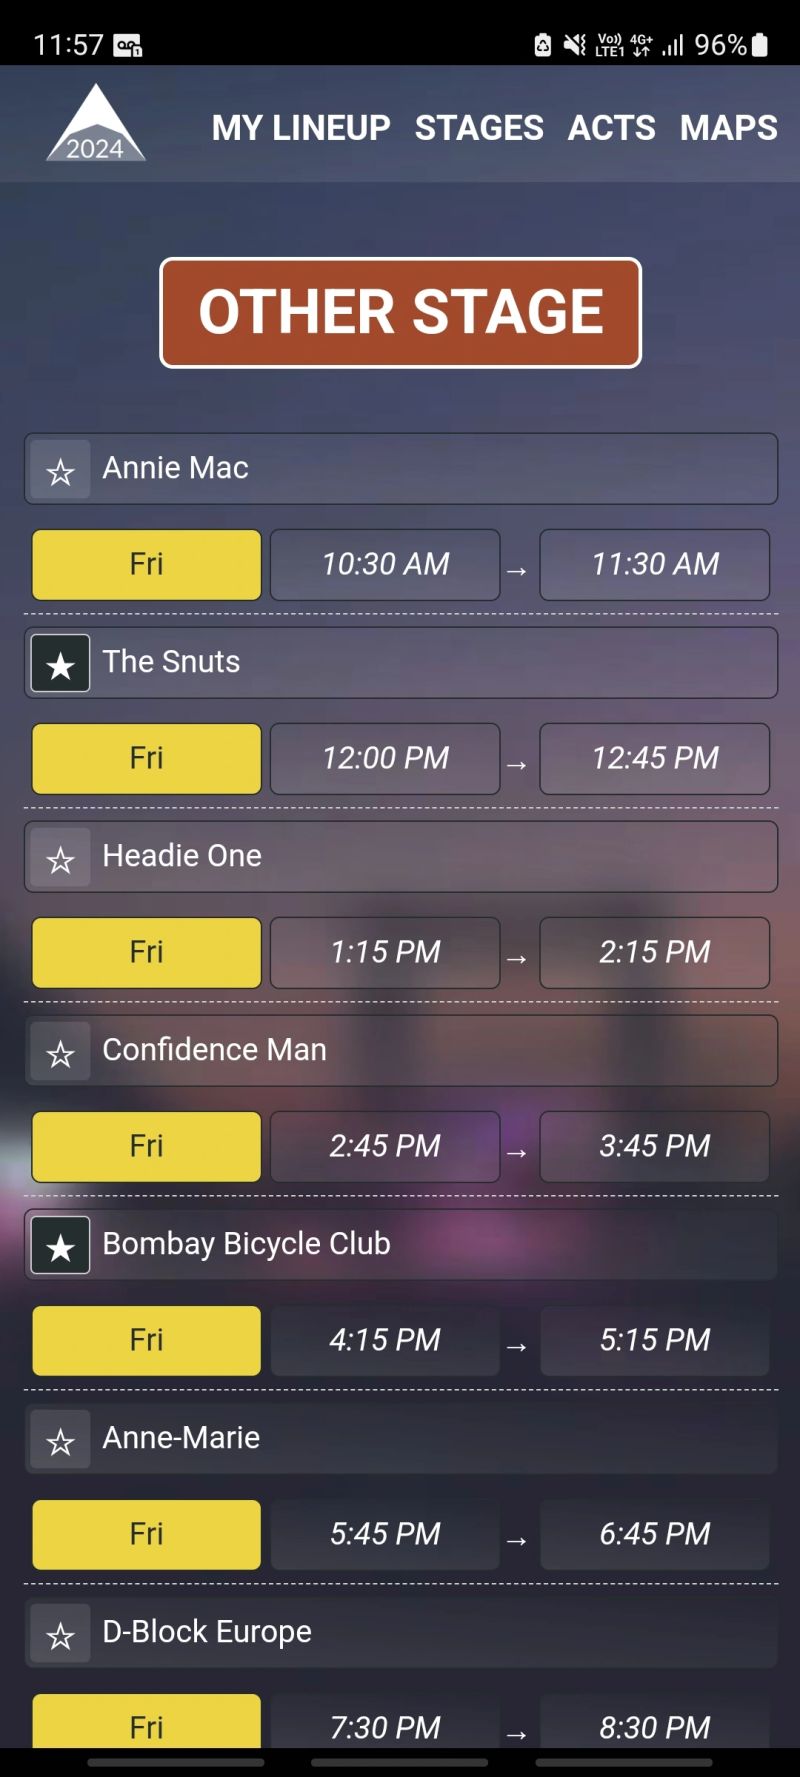 11:57 Vo)) LTE1 4G+ 96%
2024 MY LINEUP STAGES ACTS MAPS
OTHER STAGE
☆ Annie Mac
Fri 10:30 AM → 11:30 AM
★ The Snuts
Fri 12:00 PM → 12:45 PM
☆ Headie One
Fri 1:15 PM → 2:15 PM
☆ Confidence Man
Fri 2:45 PM → 3:45 PM
★ Bombay Bicycle Club
Fri 4:15 PM → 5:15 PM
☆ Anne-Marie
Fri 5:45 PM → 6:45 PM
☆ D-Block Europe
Fri 7:30 PM → 8:30 PM